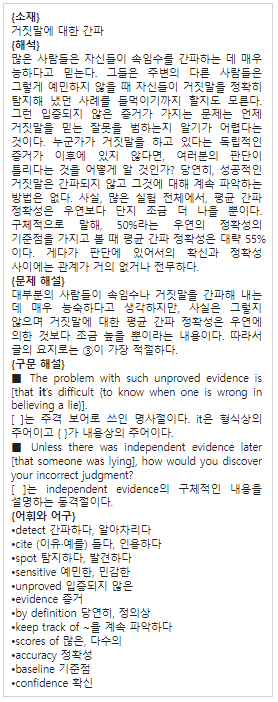 {소재}
거짓말에 대한 간파
{해석}
많은 사람들은 자신들이 속임수를 간파하는 데 매우
능하다고 믿는다. 그들은 주변의 다른 사람들은
그렇게 예민하지 않을 때 자신들이 거짓말을 정확히
탐지해 냈던 사례를 들먹이기까지 할지도 모른다.
그런 입증되지 않은 증거가 가지는 문제는 언제
거짓말을 믿는 잘못을 범하는지 알기가 어렵다는
것이다. 누군가가 거짓말을 하고 있다는 독립적인
증거가 이후에 있지 않다면, 여러분의 판단이
틀리다는 것을 어떻게 알 것인가? 당연히, 성공적인
거짓말은 간파되지 않고 그것에 대해 계속 파악하는
방법은 없다. 사실, 많은 실험 전체에서, 평균 간파
정확성은 우연보다 단지 조금 더 나을 뿐이다.
구체적으로 말해, 50%라는 우연의 정확성의
기준점을 가지고 볼 때 평균 간파 정확성은 대략 55%
이다. 게다가 판단에 있어서의 확신과 정확성
사이에는 관계가 거의 없거나 전무하다.
{문제 해설}
대부분의 사람들이 속임수나 거짓말을 간파해 내는
데 매우 능숙하다고 생각하지만, 사실은 그렇지
않으며 거짓말에 대한 평균 간파 정확성은 우연에
의한 것보다 조금 높을 뿐이라는 내용이다. 따라서
글의 요지로는 ③이 가장 적절하다.
{구문 해설}
■ The problem with such unproved evidence is
[that it's difficult {to know when one is wrong in
believing a lie}].
[ ]는 주격 보어로 쓰인 명사절이다. it은 형식상의
주어이고 { }가 내용상의 주어이다.
■ Unless there was independent evidence later
[that someone was lying], how would you discover
your incorrect judgment?
[ ]는 independent evidence의 구체적인 내용을
설명하는 동격절이다.
{어휘와 어구}
•detect 간파하다, 알아차리다
•cite (이유·예를) 들다, 인용하다
•spot 탐지하다, 발견하다
•sensitive 예민한, 민감한
•unproved 입증되지 않은
•evidence 증거
•by definition 당연히, 정의상
•keep track of ~을 계속 파악하다
•scores of 많은, 다수의
•accuracy 정확성
•baseline 기준점
•confidence 확신